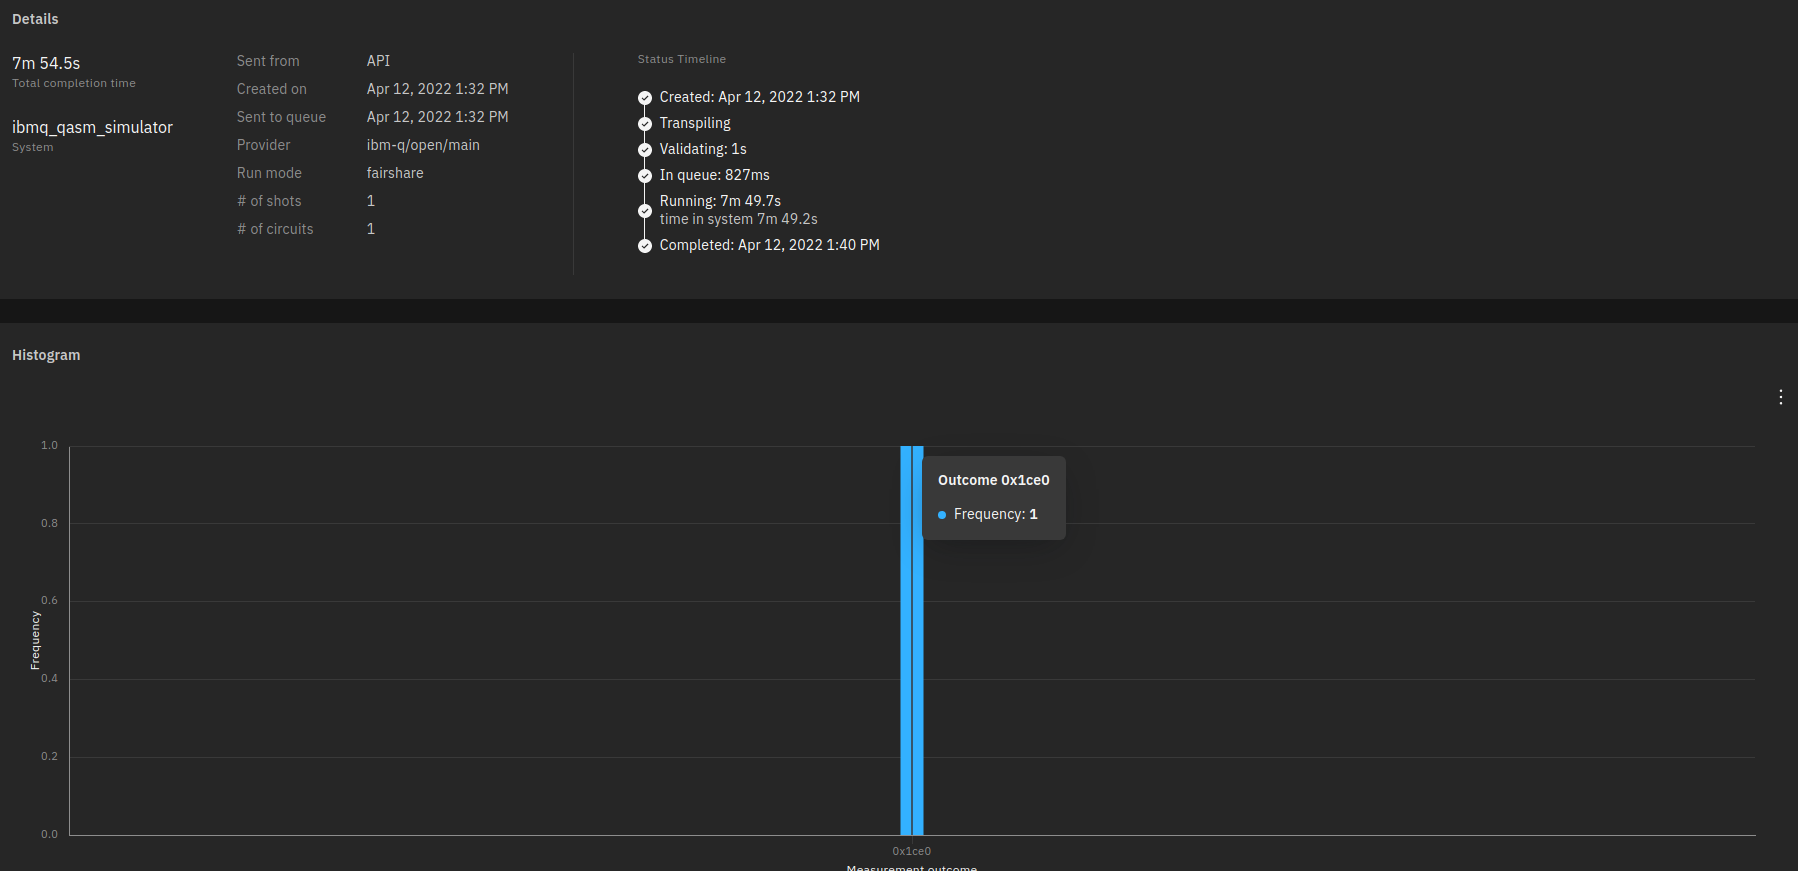 Details
7m 54.5s
Total completion time
ibmq_qasm_simulator
System
Sent from API
Created on Apr 12, 2022 1:32 PM
Sent to queue Apr 12, 2022 1:32 PM
Provider ibm-q/open/main
Run mode fairshare
# of shots 1
# of circuits 1
Status Timeline
Created: Apr 12, 2022 1:32 PM
Transpiling
Validating: 1s
In queue: 827ms
Running: 7m 49.7s
time in system 7m 49.2s
Completed: Apr 12, 2022 1:40 PM
Histogram
Frequency
1.0
0.8
0.6
0.4
0.2
0.0
Outcome 0x1ce0
Frequency: 1
0x1ce0
Measurement outcome